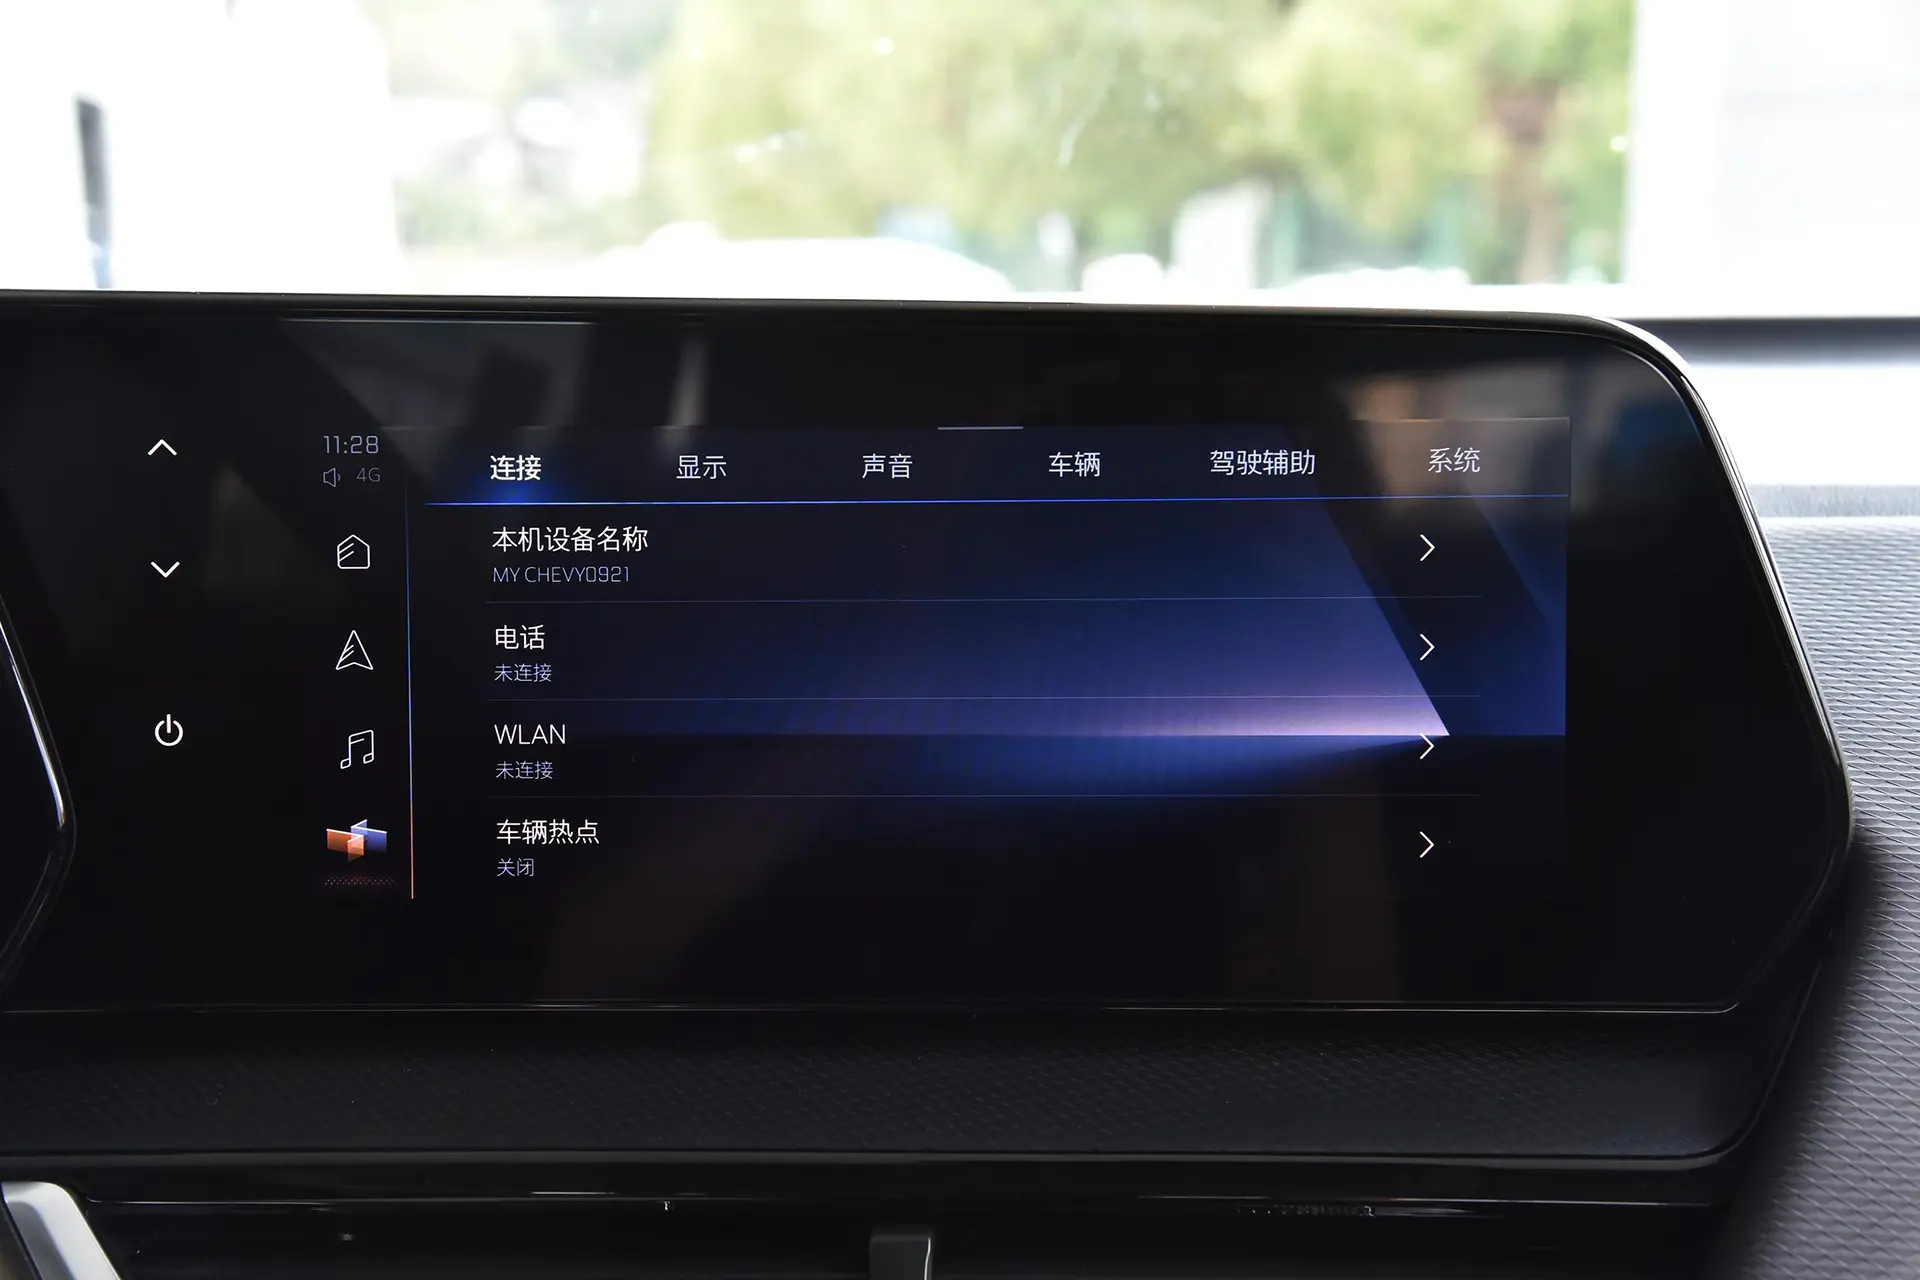 11:28
4G
连接 显示 声音 车辆 驾驶辅助 系统
本机设备名称
MY CHEVY0921
电话
未连接
WLAN
未连接
车辆热点
关闭